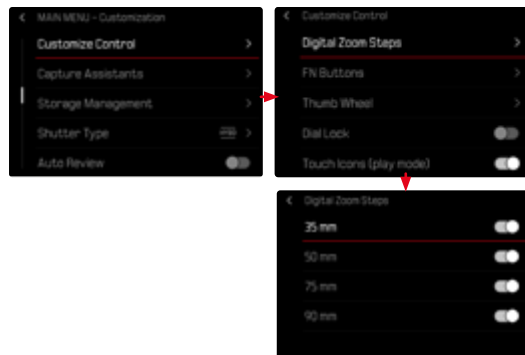 MAIN MENU - Customization
Customize Control
Capture Assistants
Storage Management
Shutter Type
Auto Review
Customize Control
Digital Zoom Steps
FN Buttons
Thumb Wheel
Dial Lock
Touch Icons (play mode)
Digital Zoom Steps
35 mm
50 mm
75 mm
90 mm